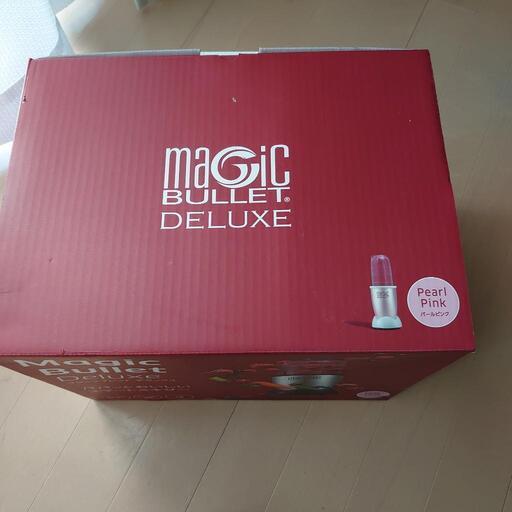 magic
BULLET®
DELUXE
Pearl
Pink
パールピンク
Magic
Bullet
Deluxe